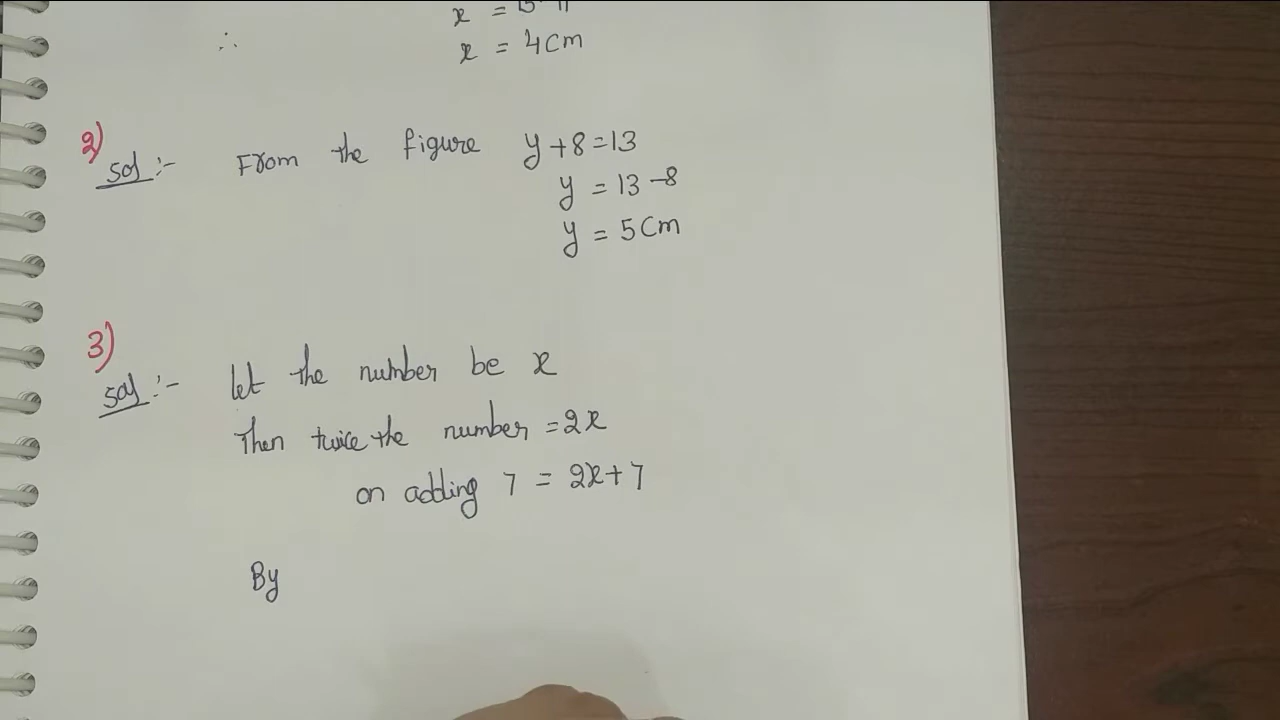 x =
∴ x = 4cm
2) Sol :- From the figure y+8=13
y = 13-8
y = 5cm
3) Sol :- Let the number be x
Then twice the number = 2x
on adding 7 = 2x+7
By